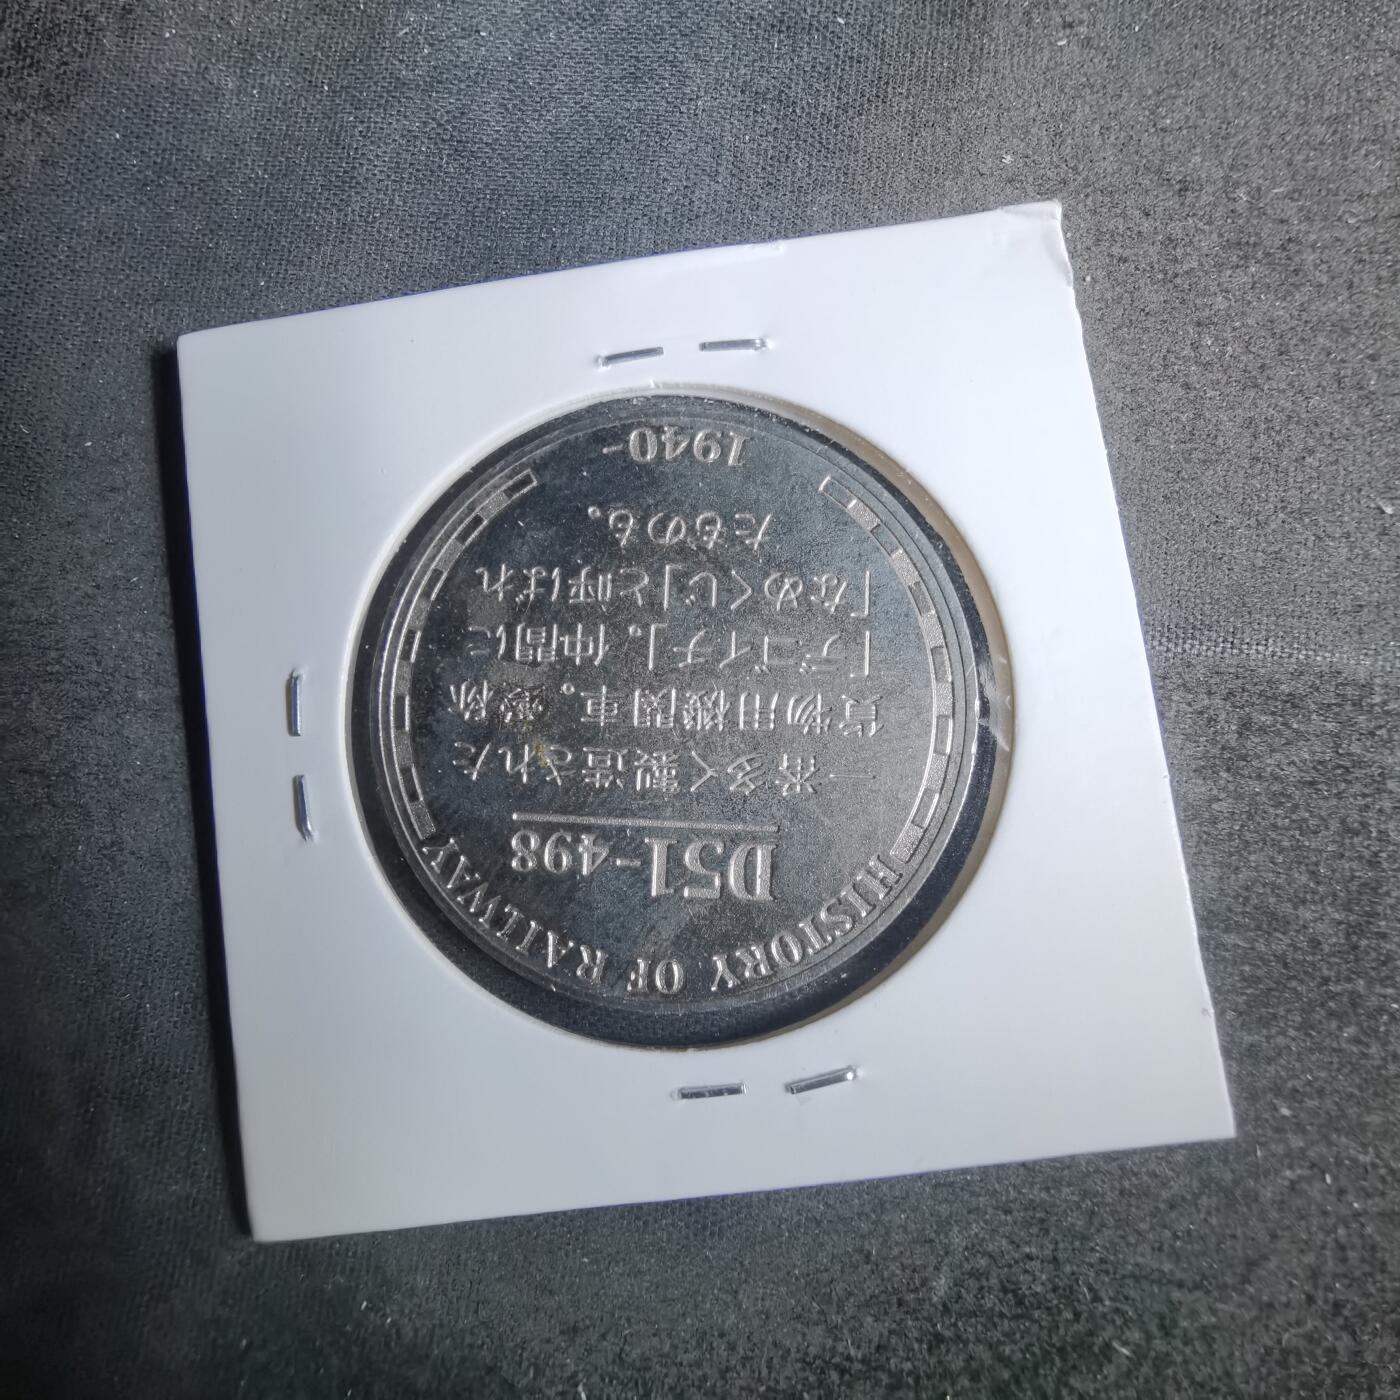 HISTORY OF RAILWAY
D51-498
一番多く製造された
貨物用機関車。愛称
「デゴイチ」。仲間に
「なめくじ」と呼ばれ
たものも。
1940-